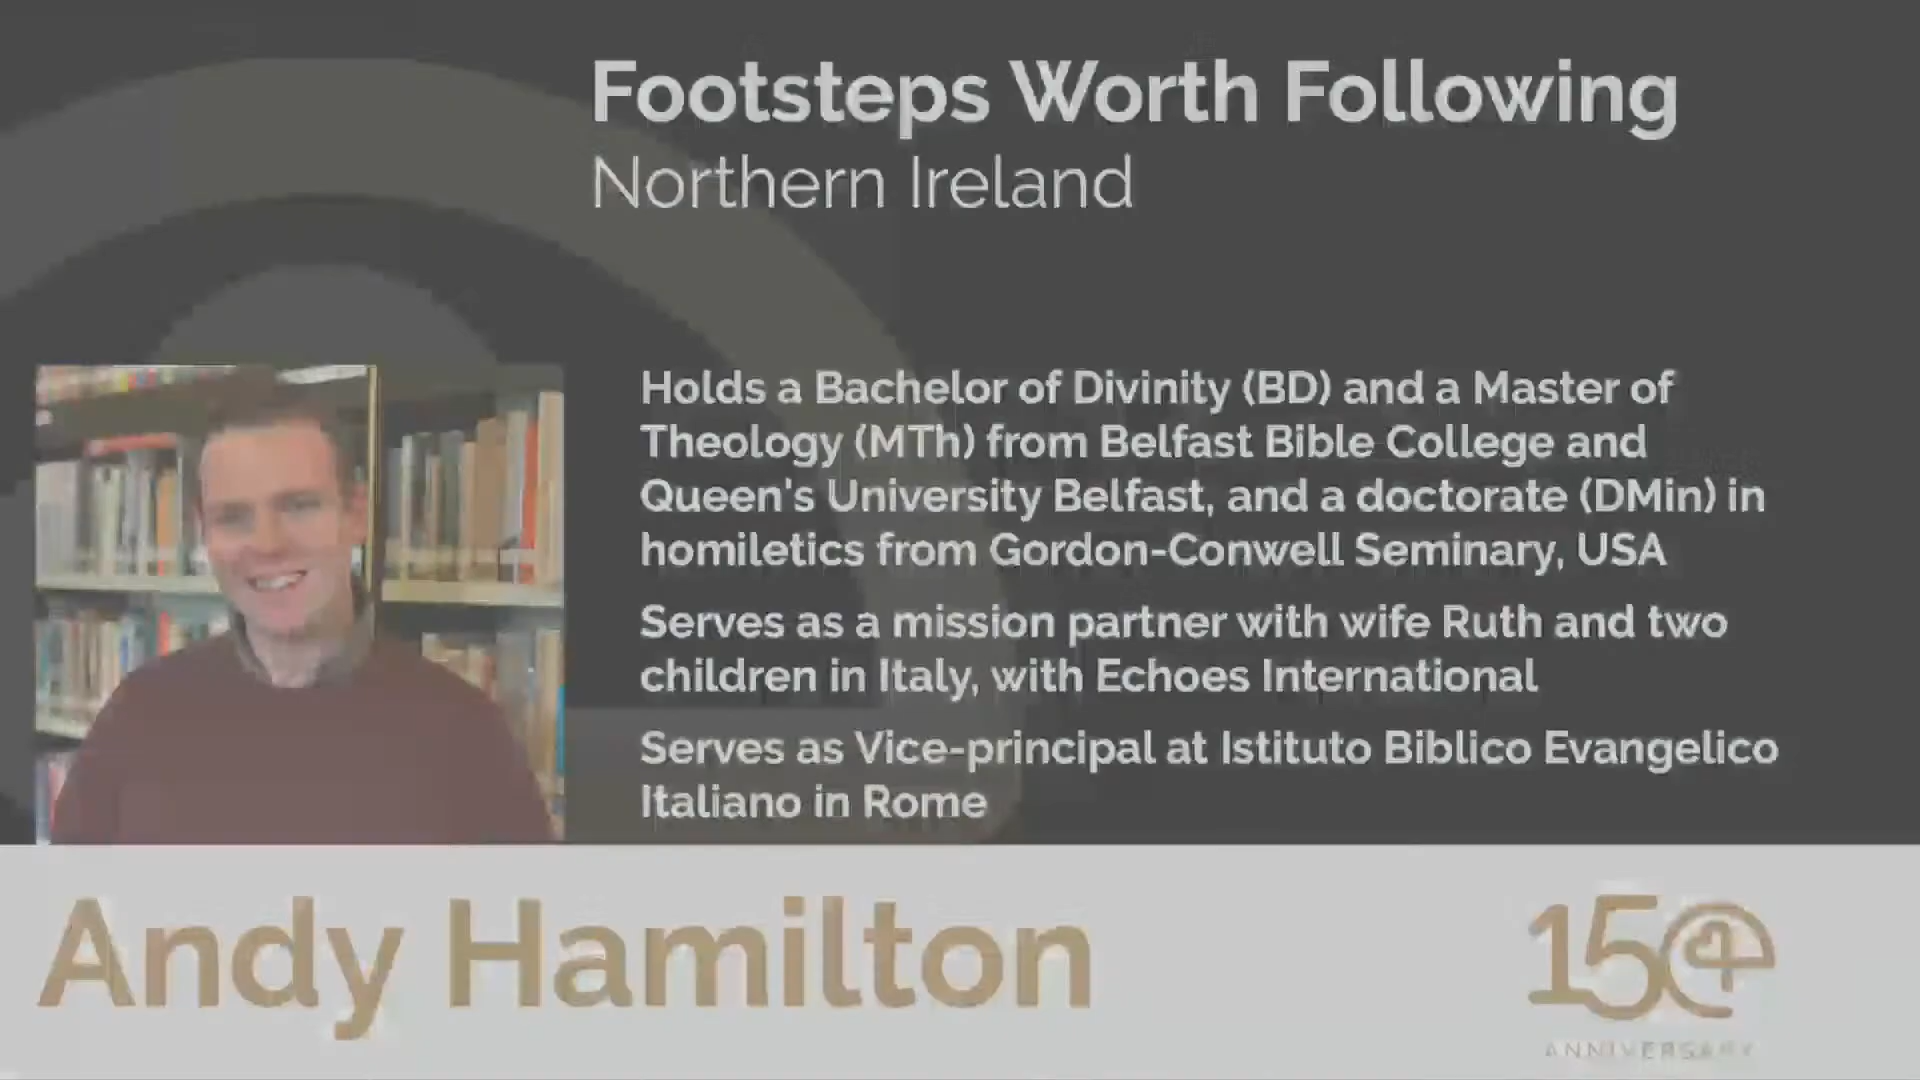 Footsteps Worth Following
Northern Ireland
Holds a Bachelor of Divinity (BD) and a Master of
Theology (MTh) from Belfast Bible College and
Queen's University Belfast, and a doctorate (DMin) in
homiletics from Gordon-Conwell Seminary, USA
Serves as a mission partner with wife Ruth and two
children in Italy, with Echoes International
Serves as Vice-principal at Istituto Biblico Evangelico
Italiano in Rome
Andy Hamilton
150
ANNIVERSARY